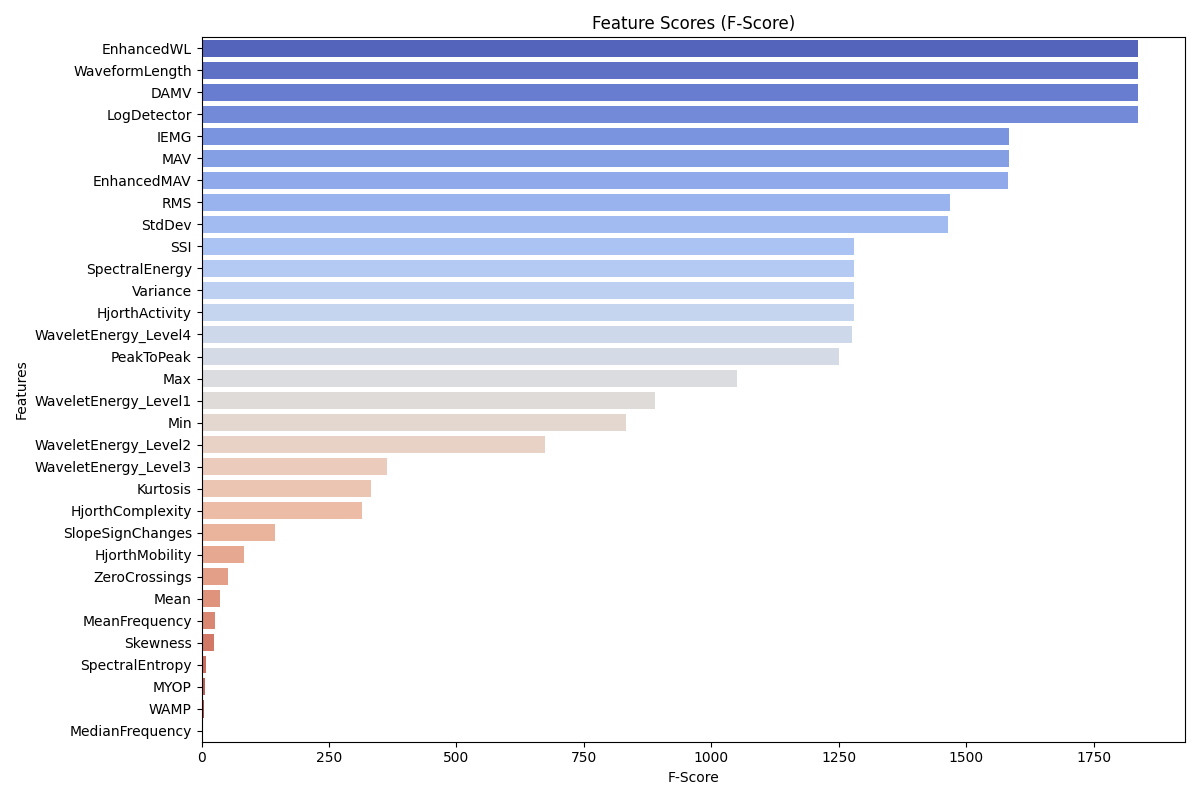 Feature Scores (F-Score)
EnhancedWL
WaveformLength
DAMV
LogDetector
IEMG
MAV
EnhancedMAV
RMS
StdDev
SSI
SpectralEnergy
Variance
HjorthActivity
WaveletEnergy_Level4
PeakToPeak
Max
WaveletEnergy_Level1
Min
WaveletEnergy_Level2
WaveletEnergy_Level3
Kurtosis
HjorthComplexity
SlopeSignChanges
HjorthMobility
ZeroCrossings
Mean
MeanFrequency
Skewness
SpectralEntropy
MYOP
WAMP
MedianFrequency
Features
0 250 500 750 1000 1250 1500 1750
F-Score